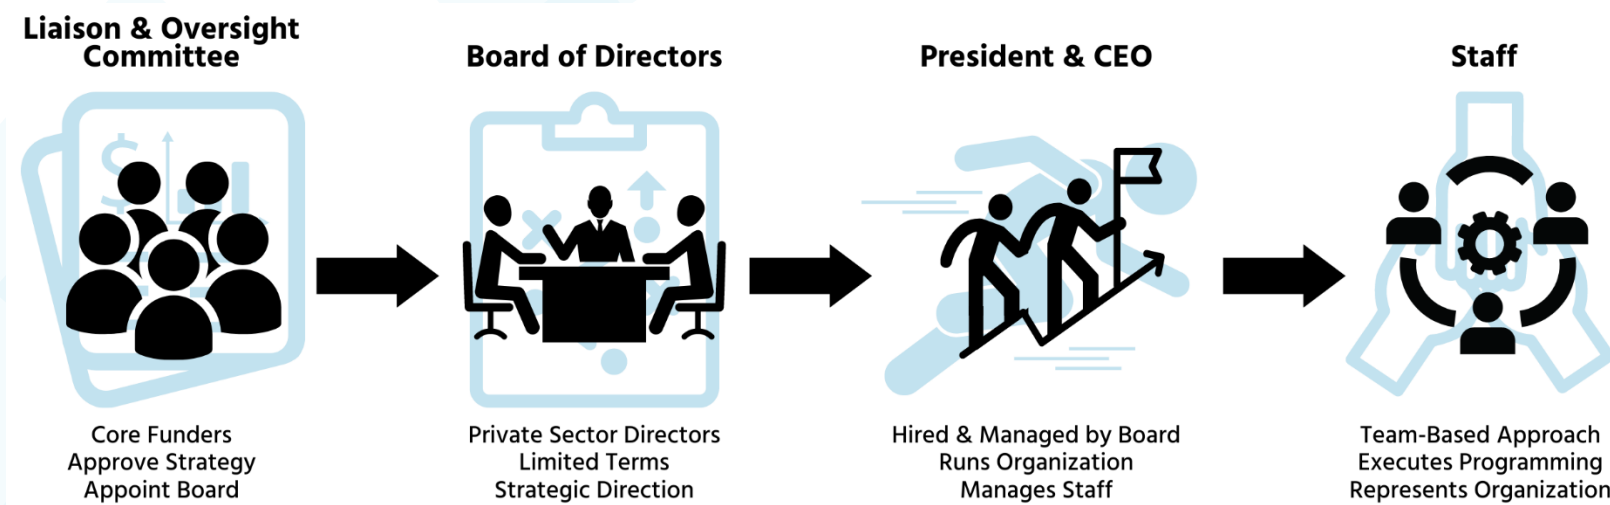 Liaison & Oversight
Committee
Core Funders
Approve Strategy
Appoint Board
Board of Directors
Private Sector Directors
Limited Terms
Strategic Direction
President & CEO
Hired & Managed by Board
Runs Organization
Manages Staff
Staff
Team-Based Approach
Executes Programming
Represents Organization